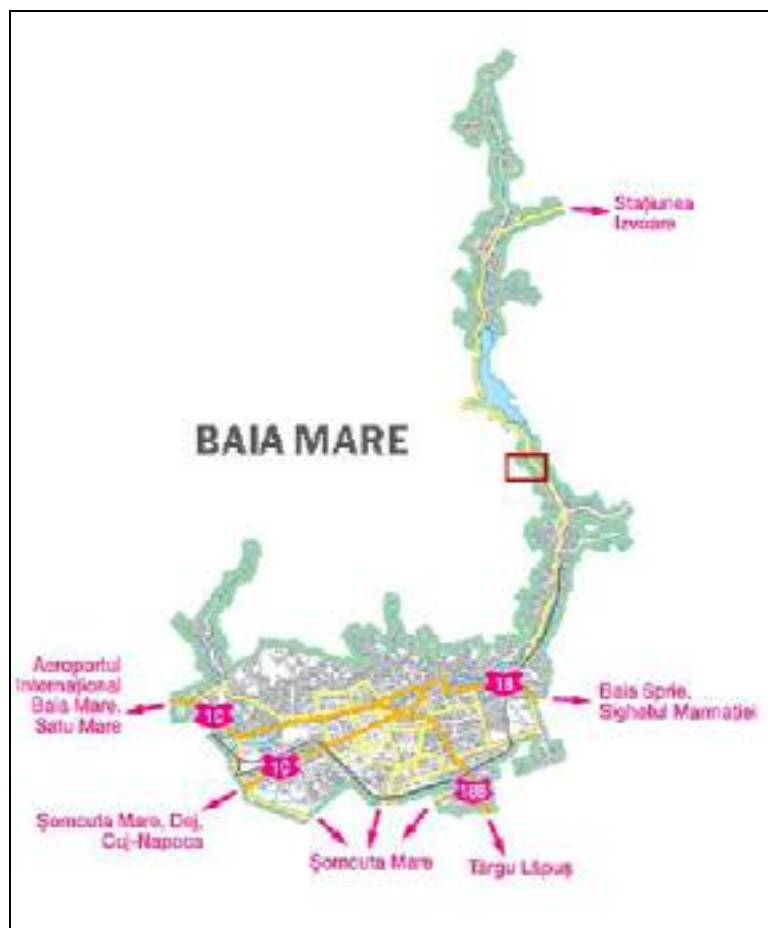 Stațiunea
Izvoare
BAIA MARE
Aeroportul
Internațional
Baia Mare,
Satu Mare
1C
18
Baia Sprie,
Sighetul Marmației
1C
18B
Șomcuta Mare, Dej,
Cluj-Napoca
Șomcuta Mare
Târgu Lăpuș